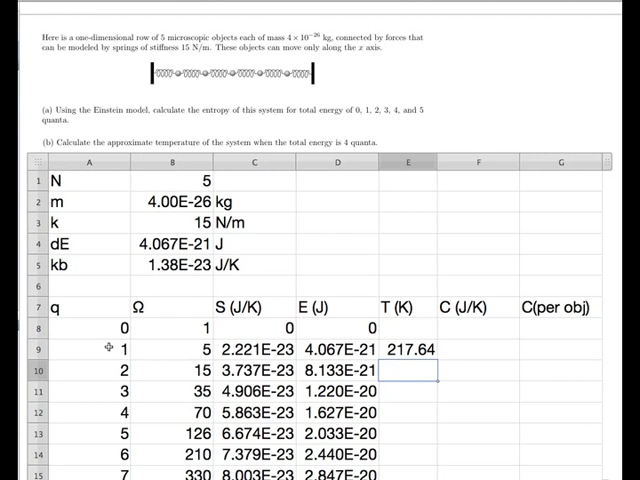 Here is a one-dimensional row of 5 microscopic objects each of mass 4 × 10⁻²⁶ kg, connected by forces that
can be modeled by springs of stiffness 15 N/m. These objects can move only along the x axis.
(a) Using the Einstein model, calculate the entropy of this system for total energy of 0, 1, 2, 3, 4, and 5
quanta.
(b) Calculate the approximate temperature of the system when the total energy is 4 quanta.
A B C D E F G
1 N 5
2 m 4.00E-26 kg
3 k 15 N/m
4 dE 4.067E-21 J
5 kb 1.38E-23 J/K
6
7 q Ω S (J/K) E (J) T (K) C (J/K) C(per obj)
8 0 1 0 0
9 1 5 2.221E-23 4.067E-21 217.64
10 2 15 3.737E-23 8.133E-21
11 3 35 4.906E-23 1.220E-20
12 4 70 5.863E-23 1.627E-20
13 5 126 6.674E-23 2.033E-20
14 6 210 7.379E-23 2.440E-20
15 7 330 8.003E-23 2.847E-20